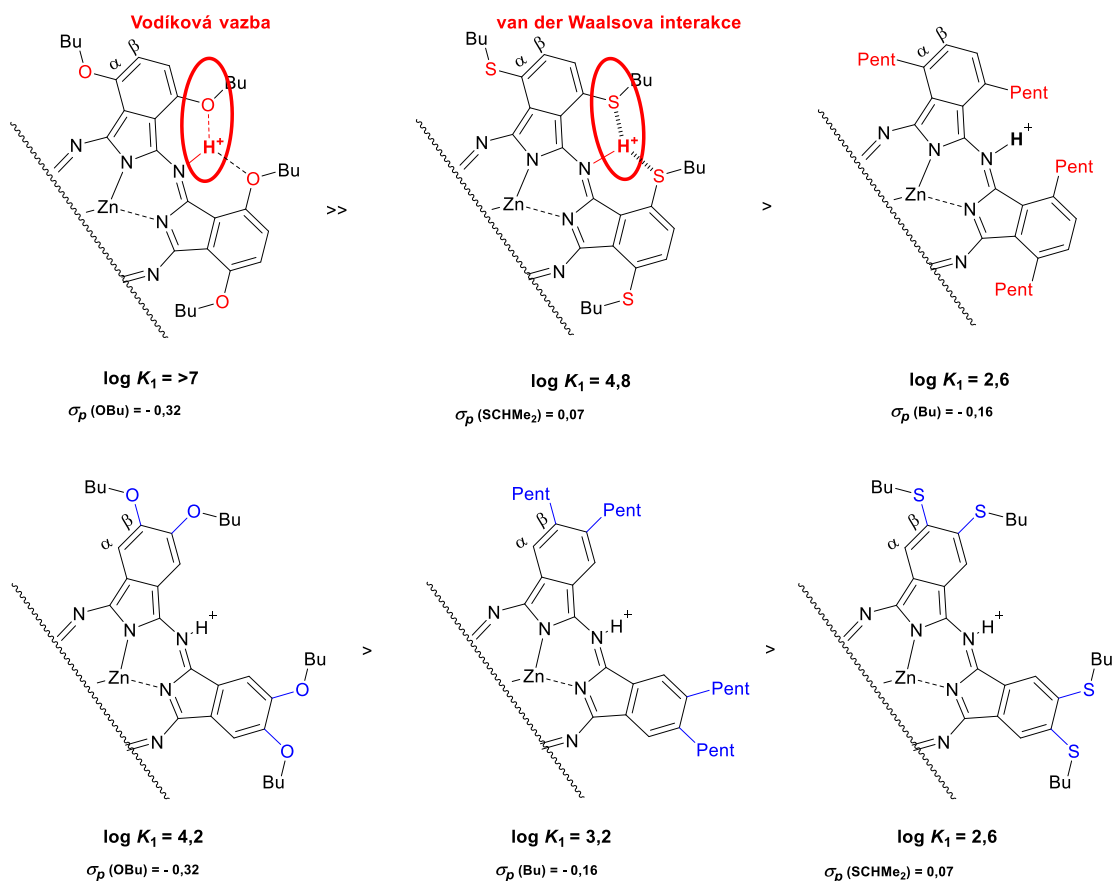 Vodíková vazba
van der Waalsova interakce
Bu
O
α
β
O
Bu
H+
N
N
N
O
Bu
Zn
N
N
Bu
O
>>
Bu
S
α
β
S
Bu
H+
N
N
N
S
Bu
Zn
N
N
Bu
S
>
Pent
α
β
Pent
H+
N
N
N
Pent
Zn
N
N
Pent
log K1 = >7
log K1 = 4,8
log K1 = 2,6
σp (OBu) = - 0,32
σp (SCHMe2) = 0,07
σp (Bu) = - 0,16
Bu
O
β
O
Bu
α
H+
N
N
N
Bu
Zn
N
O
N
O
Bu
>
Pent
β
Pent
α
H+
N
N
N
Zn
N
Pent
N
Pent
>
Bu
S
β
S
Bu
α
H+
N
N
N
Bu
Zn
N
S
N
S
Bu
log K1 = 4,2
log K1 = 3,2
log K1 = 2,6
σp (OBu) = - 0,32
σp (Bu) = - 0,16
σp (SCHMe2) = 0,07